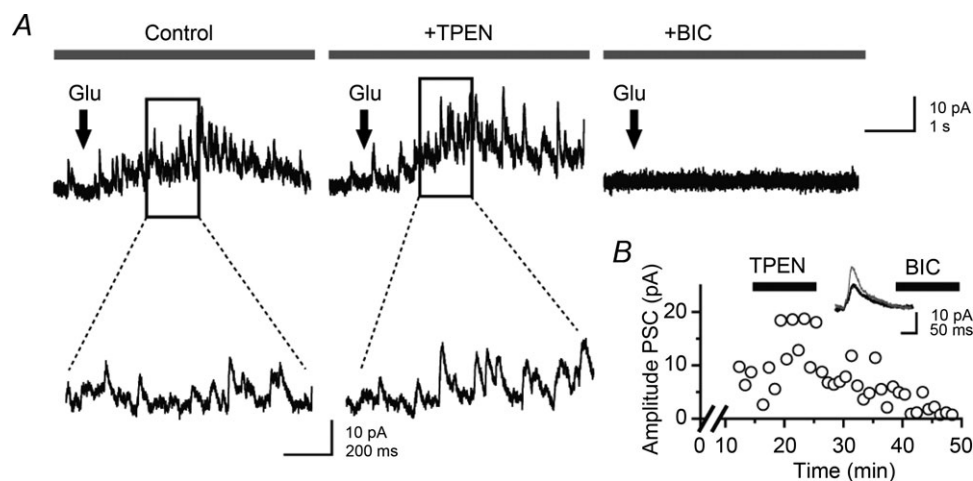 A
Control
+TPEN
+BIC
Glu
Glu
Glu
10 pA
1 s
10 pA
200 ms
B
TPEN
BIC
10 pA
50 ms
Amplitude PSC (pA)
20
10
0
0 10 20 30 40 50
Time (min)